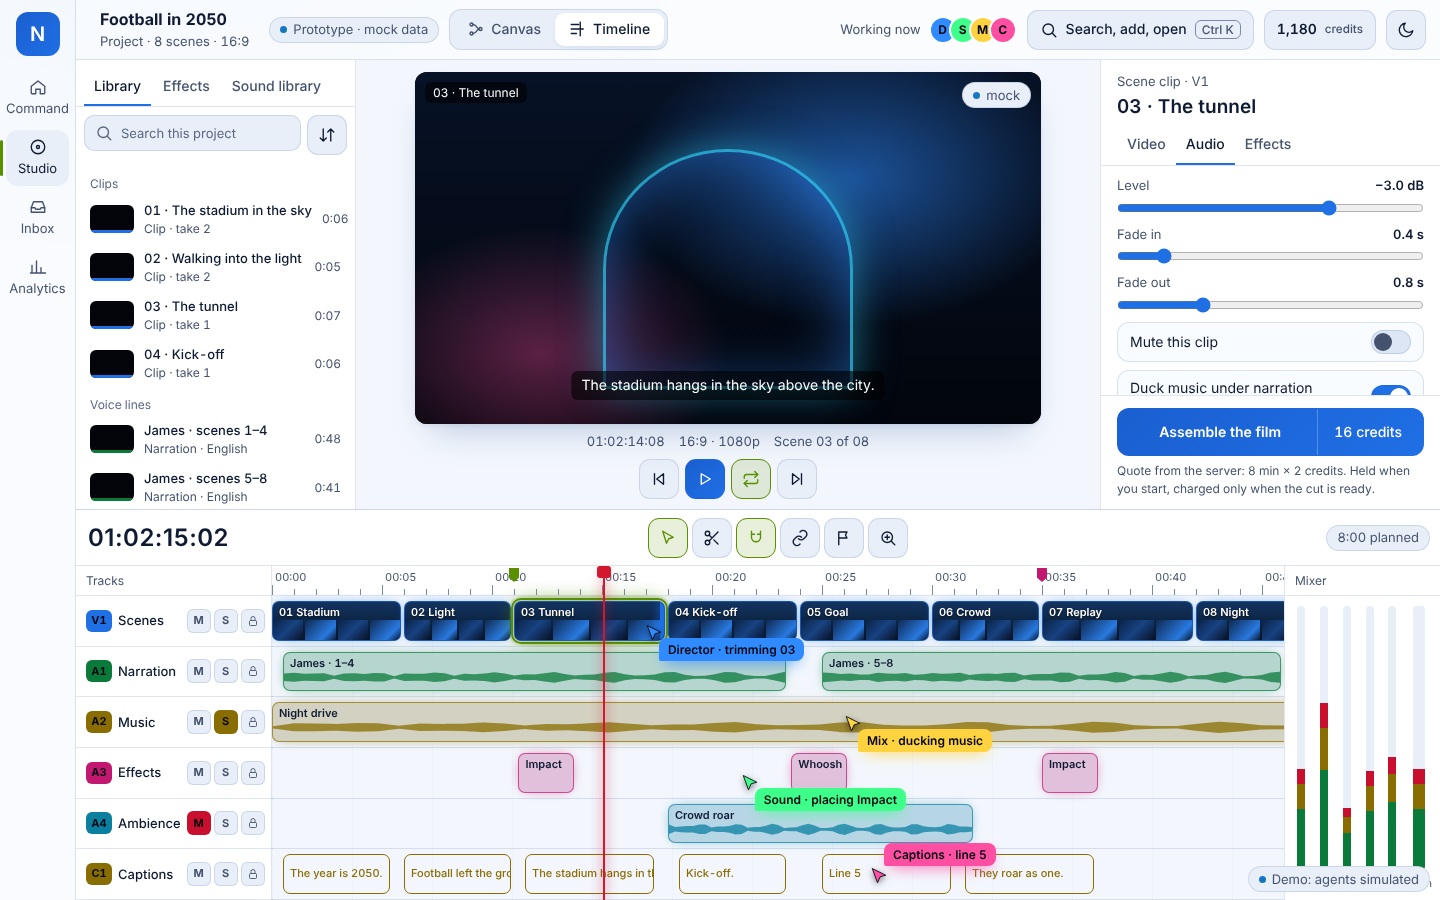 N
Football in 2050
Project · 8 scenes · 16:9
Prototype · mock data
Canvas
Timeline
Working now
D
S
M
C
Search, add, open
Ctrl K
1,180 credits
Command
Studio
Inbox
Analytics
Library
Effects
Sound library
Search this project
Clips
01 · The stadium in the sky
Clip · take 2
0:06
02 · Walking into the light
Clip · take 2
0:05
03 · The tunnel
Clip · take 1
0:07
04 · Kick-off
Clip · take 1
0:06
Voice lines
James · scenes 1–4
Narration · English
0:48
James · scenes 5–8
Narration · English
0:41
03 · The tunnel
mock
The stadium hangs in the sky above the city.
01:02:14:08
16:9 · 1080p
Scene 03 of 08
Scene clip · V1
03 · The tunnel
Video
Audio
Effects
Level
−3.0 dB
Fade in
0.4 s
Fade out
0.8 s
Mute this clip
Duck music under narration
Assemble the film
16 credits
Quote from the server: 8 min × 2 credits. Held when
you start, charged only when the cut is ready.
01:02:15:02
8:00 planned
Tracks
00:00
00:05
00:15
00:20
00:25
00:30
00:35
00:40
Mixer
V1
Scenes
M
S
01 Stadium
02 Light
03 Tunnel
04 Kick-off
05 Goal
06 Crowd
07 Replay
08 Night
Director · trimming 03
A1
Narration
M
S
James · 1–4
James · 5–8
A2
Music
M
S
Night drive
Mix · ducking music
A3
Effects
M
S
Impact
Whoosh
Impact
Sound · placing Impact
A4
Ambience
M
S
Crowd roar
Captions · line 5
C1
Captions
M
S
The year is 2050.
Football left the
The stadium hangs in
Kick-off.
Line 5
They roar as one.
Demo: agents simulated